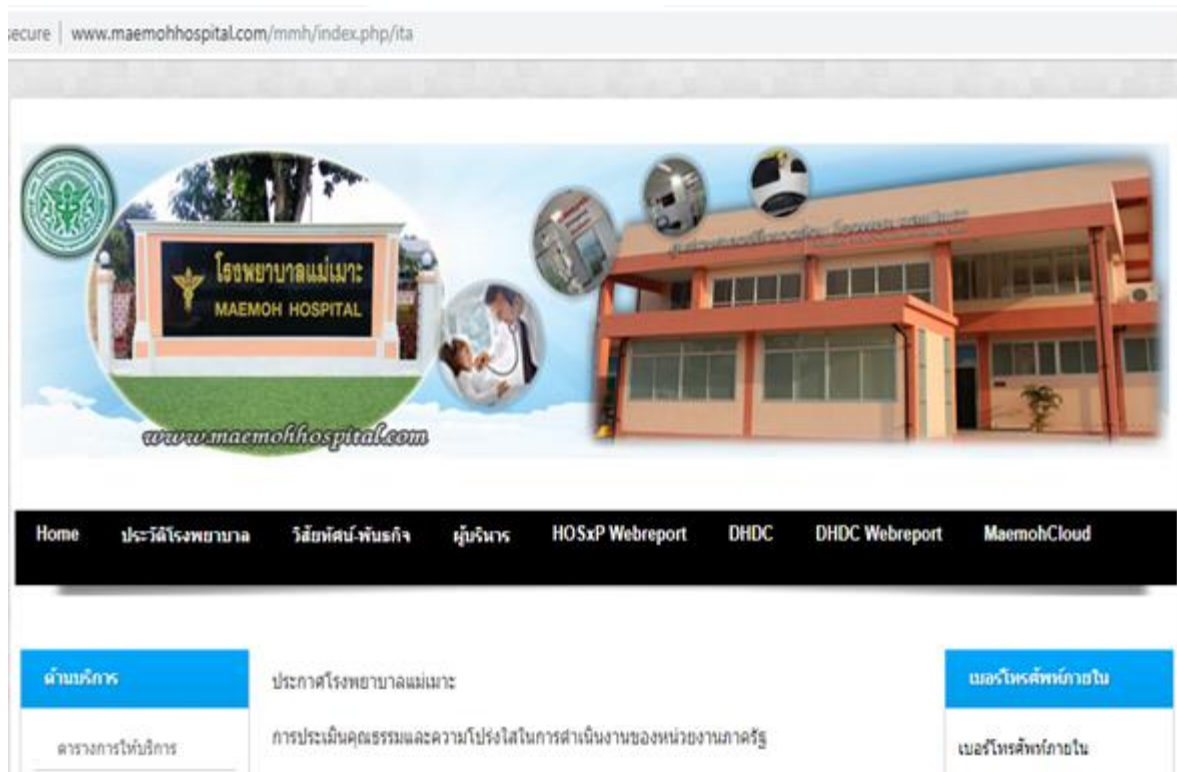 ecure | www.maemohhospital.com/mmh/index.php/ita
โรงพยาบาลแม่เมาะ
MAEMOH HOSPITAL
www.maemohhospital.com
Home ประวัติโรงพยาบาล วิสัยทัศน์-พันธกิจ ผู้บริหาร HOSxP Webreport DHDC DHDC Webreport MaemohCloud
ด้านบริการ
ตารางการให้บริการ
ประกาศโรงพยาบาลแม่เมาะ
การประเมินคุณธรรมและความโปร่งใสในการดำเนินงานของหน่วยงานภาครัฐ
เบอร์โทรศัพท์ภายใน
เบอร์โทรศัพท์ภายใน